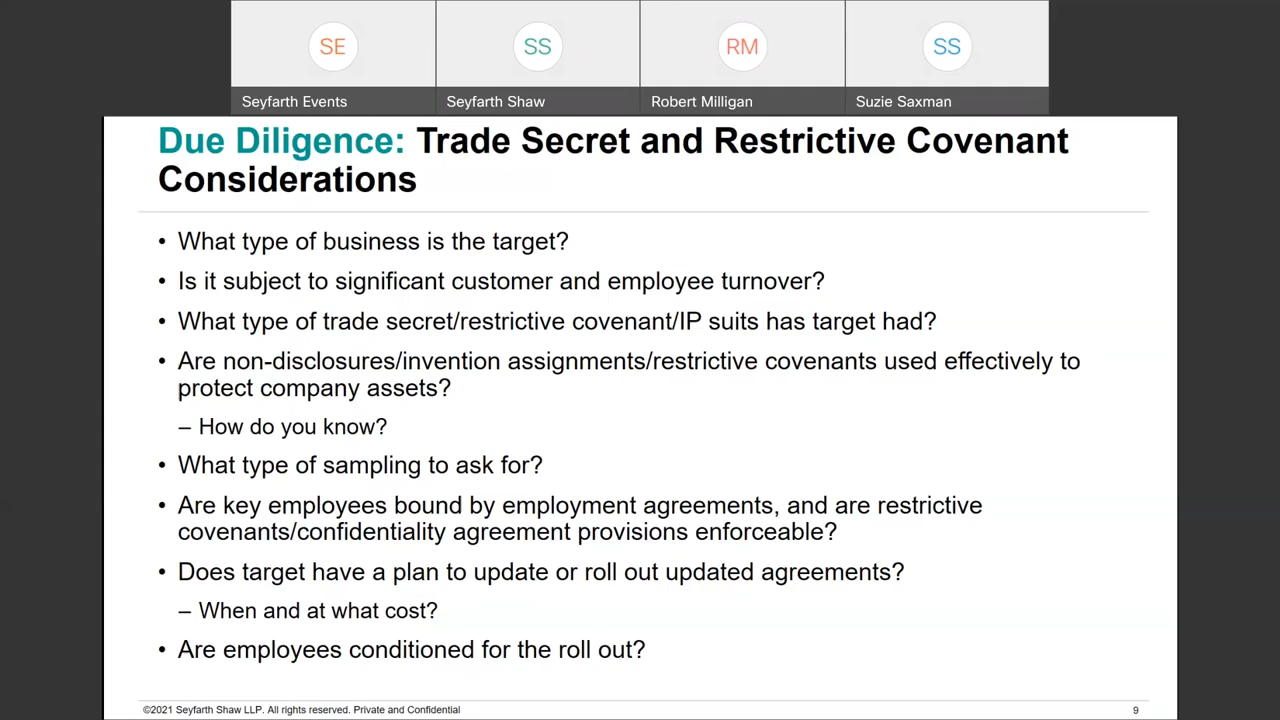 SE
SS
RM
SS
Seyfarth Events
Seyfarth Shaw
Robert Milligan
Suzie Saxman
Due Diligence: Trade Secret and Restrictive Covenant
Considerations
• What type of business is the target?
• Is it subject to significant customer and employee turnover?
• What type of trade secret/restrictive covenant/IP suits has target had?
• Are non-disclosures/invention assignments/restrictive covenants used effectively to
protect company assets?
– How do you know?
• What type of sampling to ask for?
• Are key employees bound by employment agreements, and are restrictive
covenants/confidentiality agreement provisions enforceable?
• Does target have a plan to update or roll out updated agreements?
– When and at what cost?
• Are employees conditioned for the roll out?
©2021 Seyfarth Shaw LLP. All rights reserved. Private and Confidential
9